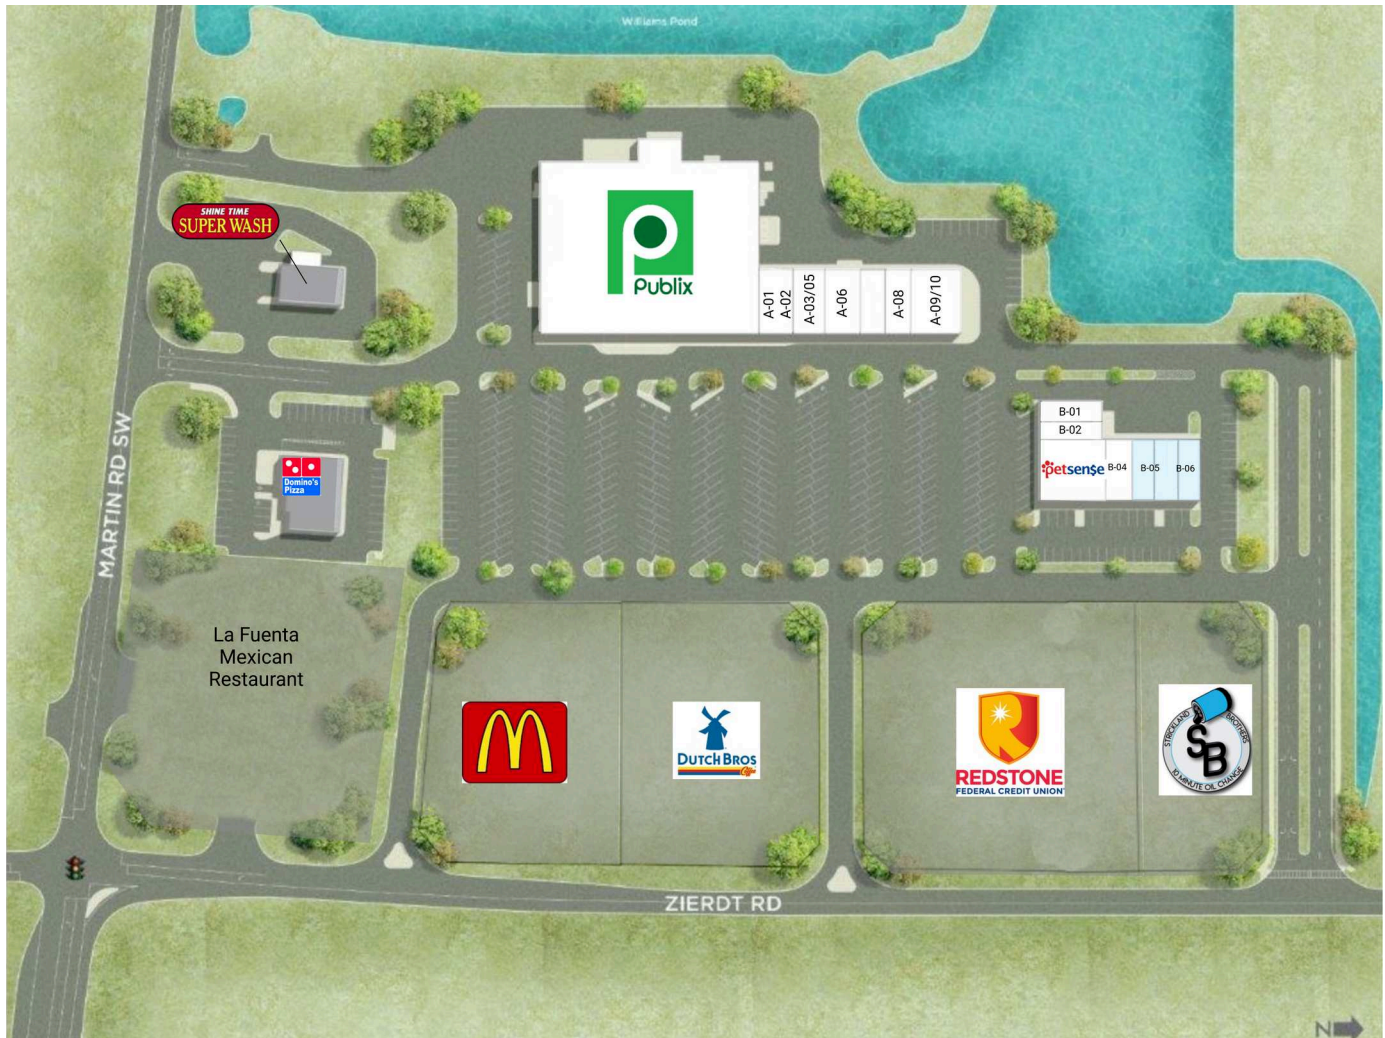 Williams Pond
SHINE TIME
SUPER WASH
Publix
A-01
A-02
A-03/05
A-06
A-08
A-09/10
MARTIN RD SW
Domino's
Pizza
B-01
B-02
petsense
B-04
B-05
B-06
La Fuenta
Mexican
Restaurant
DUTCH BROS
REDSTONE
FEDERAL CREDIT UNION
STRICKLAND BROTHERS
SB
10 MINUTE OIL CHANGE
ZIERDT RD
N